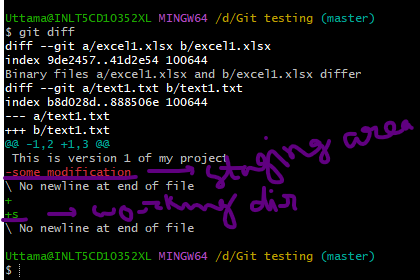 Uttama@INLT5CD10352XL MINGW64 /d/Git testing (master)
$ git diff
diff --git a/excel1.xlsx b/excel1.xlsx
index 9de2457..41d2e54 100644
Binary files a/excel1.xlsx and b/excel1.xlsx differ
diff --git a/text1.txt b/text1.txt
index b8d028d..888506e 100644
--- a/text1.txt
+++ b/text1.txt
@@ -1,2 +1,3 @@
 This is version 1 of my project
-some modification → staging area
\ No newline at end of file
+
+s → working dir
\ No newline at end of file

Uttama@INLT5CD10352XL MINGW64 /d/Git testing (master)
$